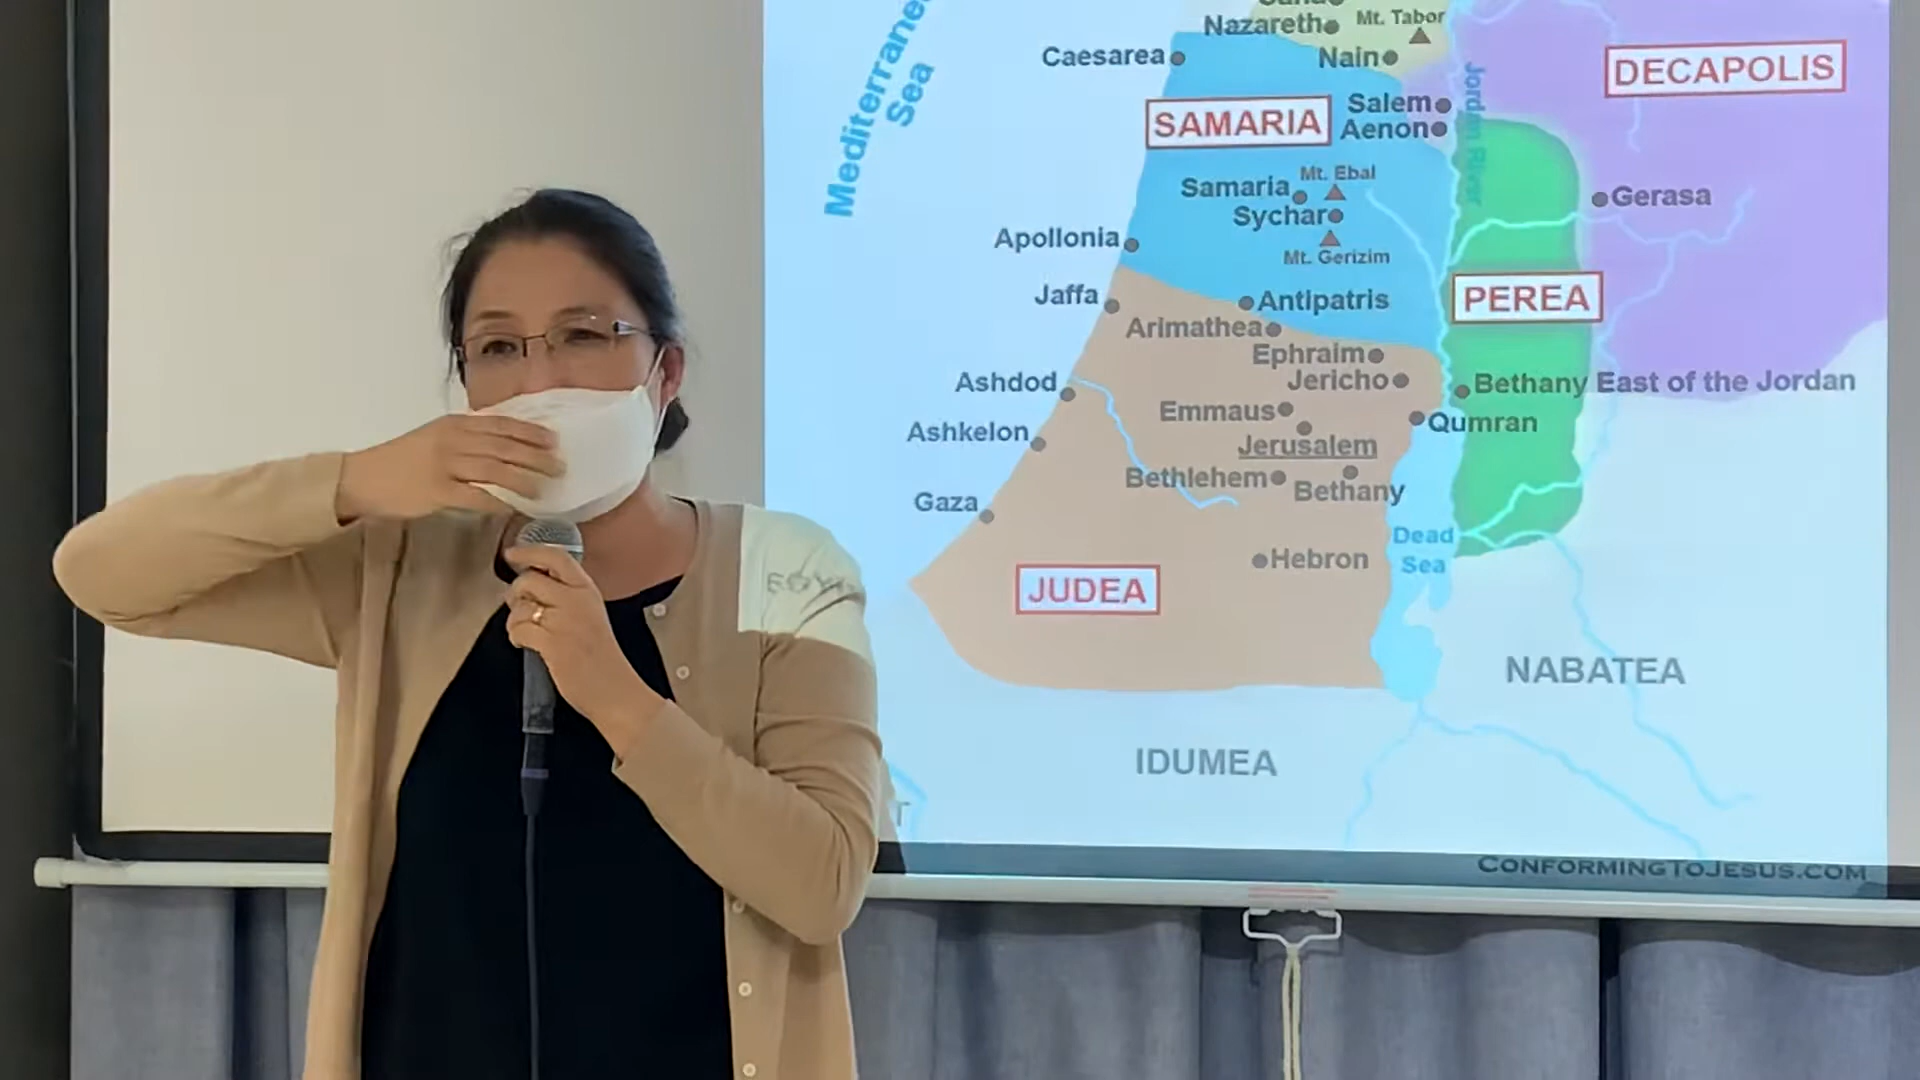 Mediterranean
Sea
Nazareth
Mt. Tabor
Caesarea
Nain
DECAPOLIS
Jordan River
Salem
SAMARIA
Aenon
Mt. Ebal
Samaria
Gerasa
Sychar
Apollonia
Mt. Gerizim
Jaffa
Antipatris
PEREA
Arimathea
Ephraim
Jericho
Ashdod
Bethany East of the Jordan
Emmaus
Qumran
Ashkelon
Jerusalem
Bethlehem
Bethany
Gaza
Dead
Sea
Hebron
JUDEA
NABATEA
IDUMEA
CONFORMINGTOJESUS.COM